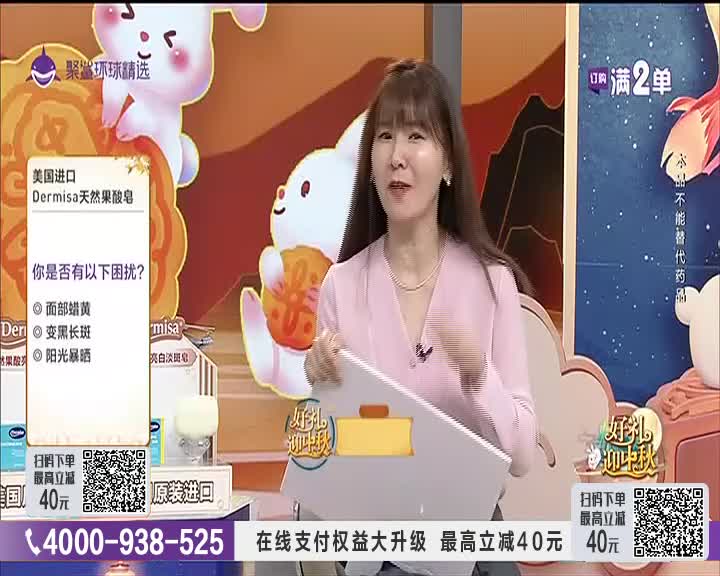 聚鲨环球精选
订购
满2单
本品不能替代药品
美国进口
Dermisa天然果酸皂
你是否有以下困扰?
◎ 面部蜡黄
◎ 变黑长斑
◎ 阳光暴晒
亮白淡斑皂
原装进口
好礼
迎中秋
好礼
迎中秋
扫码下单
最高立减
40元
扫码下单
最高立减
40元
4000-938-525
在线支付权益大升级 最高立减40元